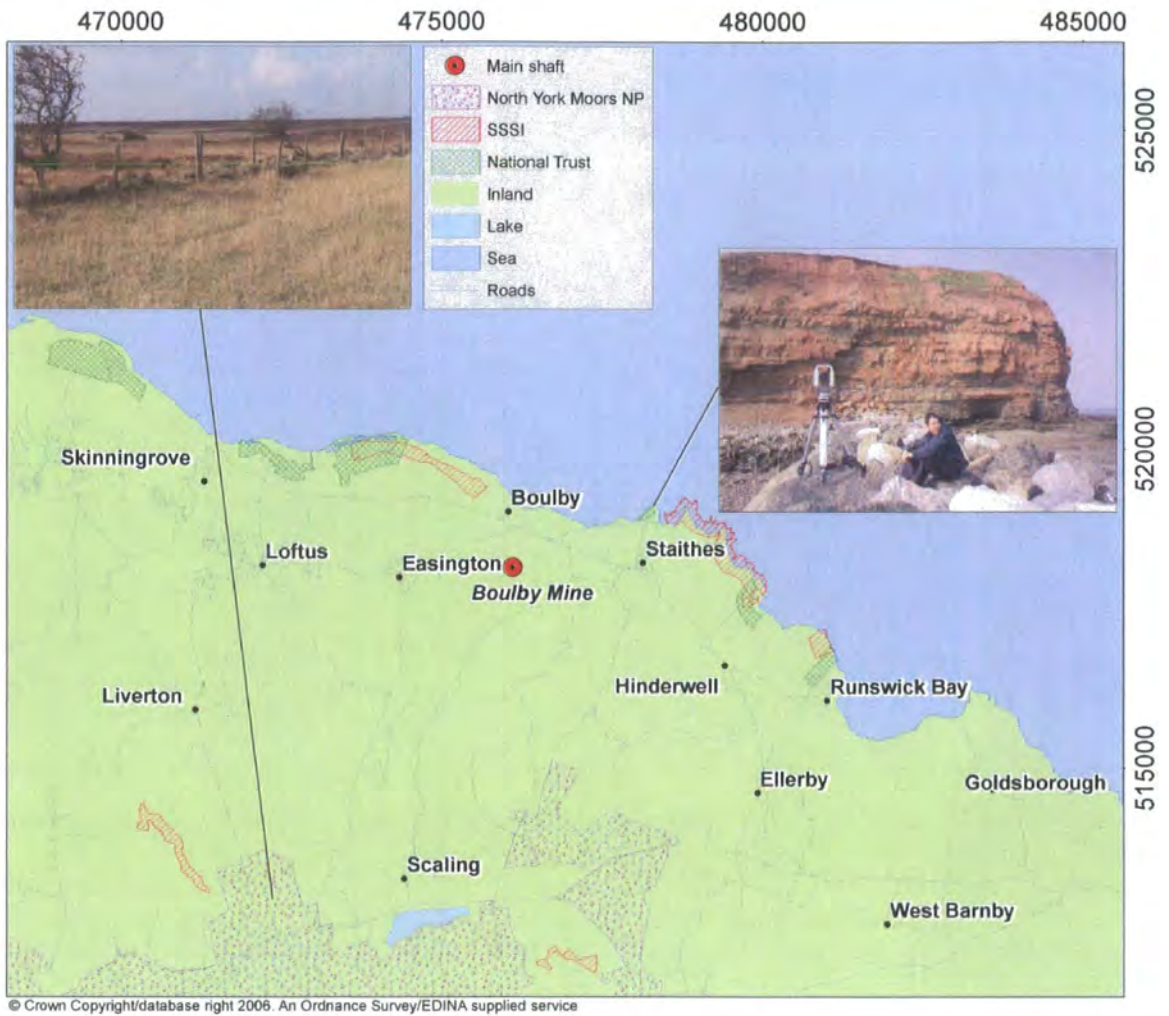 470000 475000 480000 485000
Main shaft
North York Moors NP
SSSI
National Trust
Inland
Lake
Sea
Roads
525000
520000
515000
Skinningrove
Boulby
Loftus
Easington
Staithes
Boulby Mine
Liverton
Hinderwell
Runswick Bay
Ellerby
Goldsborough
Scaling
West Barnby
© Crown Copyright/database right 2006. An Ordnance Survey/EDINA supplied service